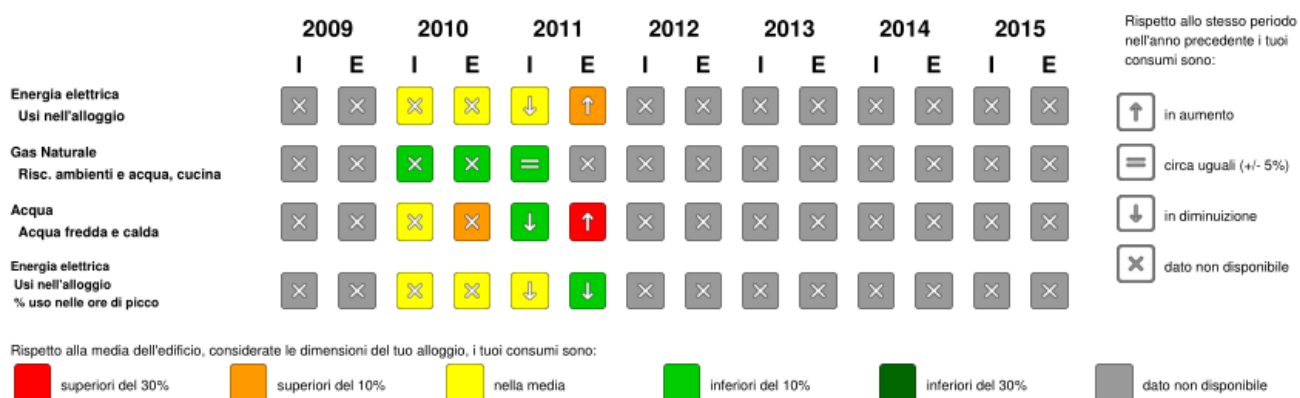 2009 2010 2011 2012 2013 2014 2015
I E I E I E I E I E I E I E
Rispetto allo stesso periodo
nell'anno precedente i tuoi
consumi sono:
Energia elettrica
Usi nell'alloggio
in aumento
Gas Naturale
Risc. ambienti e acqua, cucina
circa uguali (+/- 5%)
Acqua
Acqua fredda e calda
in diminuizione
Energia elettrica
Usi nell'alloggio
% uso nelle ore di picco
dato non disponibile
Rispetto alla media dell'edificio, considerate le dimensioni del tuo alloggio, i tuoi consumi sono:
superiori del 30% superiori del 10% nella media inferiori del 10% inferiori del 30% dato non disponibile